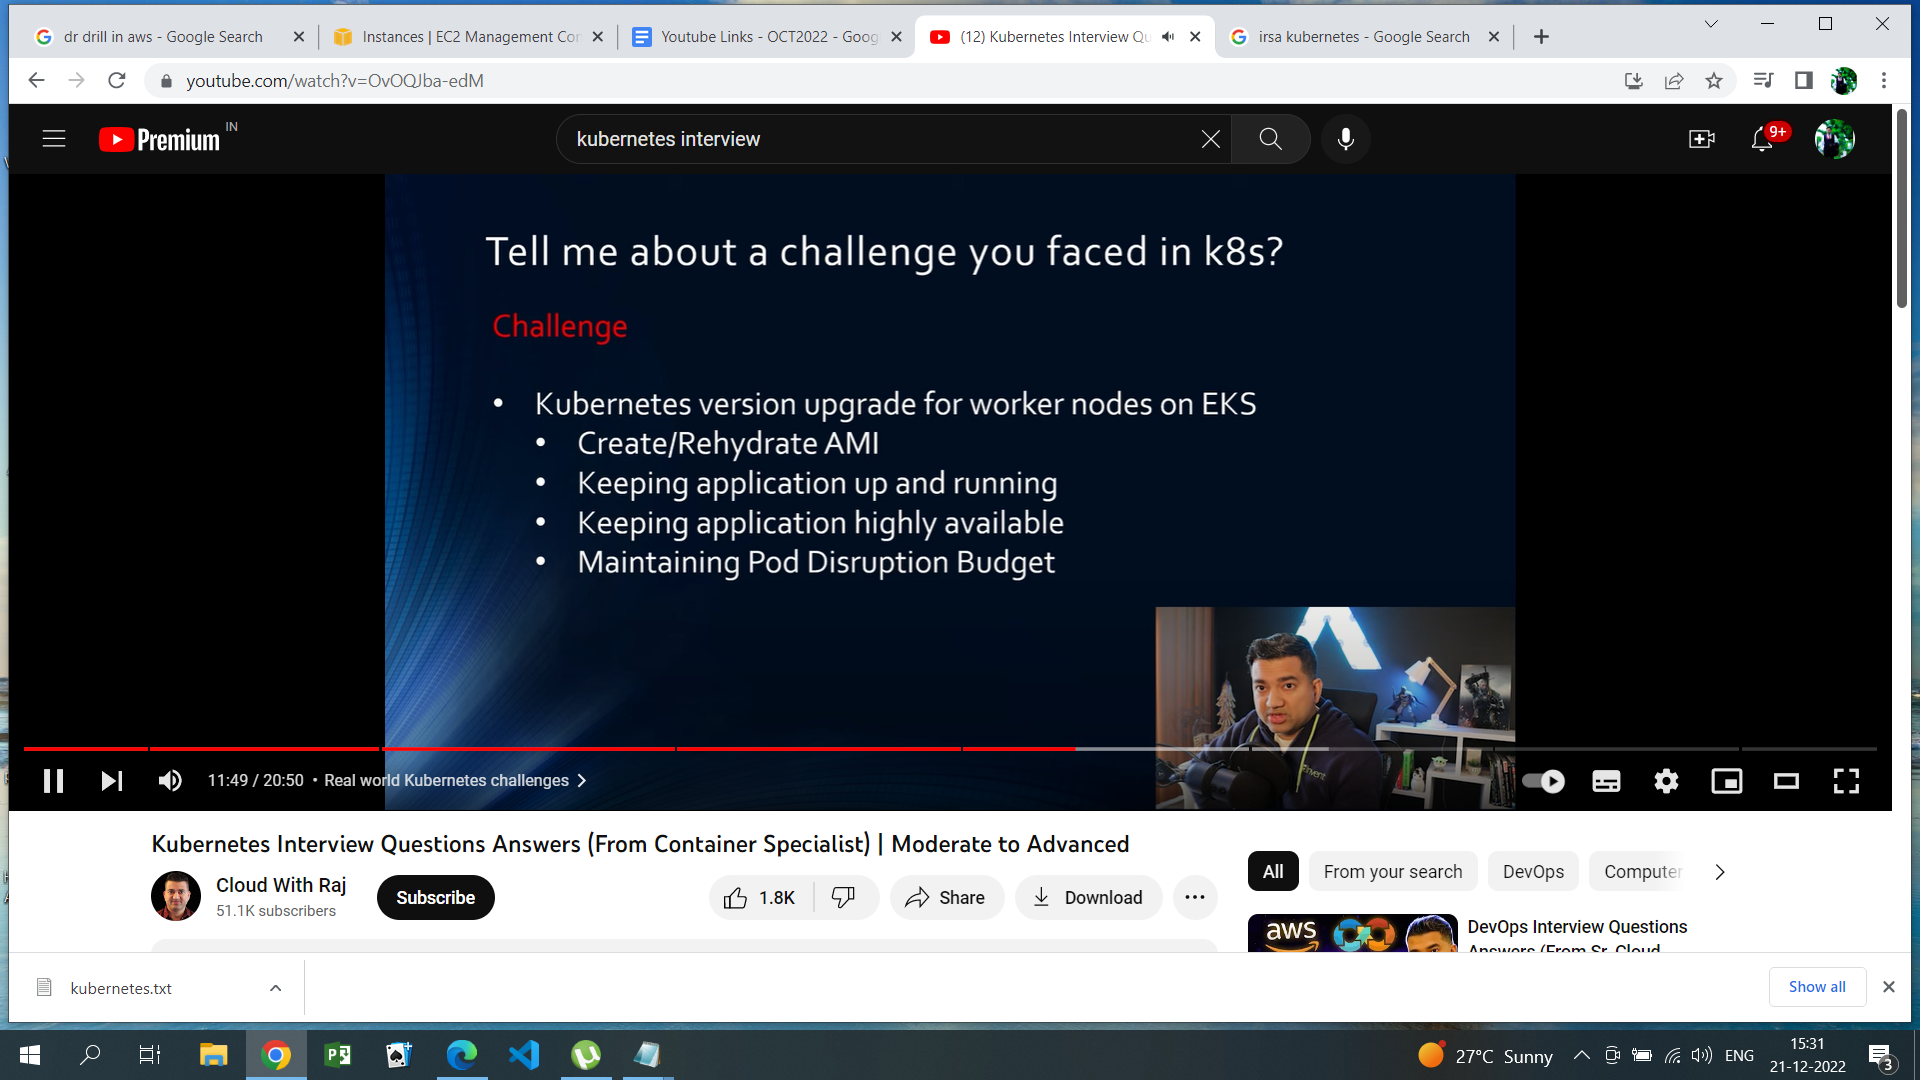 dr drill in aws - Google Search
Instances | EC2 Management Con
Youtube Links - OCT2022 - Goog
(12) Kubernetes Interview Qu
irsa kubernetes - Google Search
youtube.com/watch?v=OvOQJba-edM
Premium IN
kubernetes interview
9+
Tell me about a challenge you faced in k8s?
Challenge
• Kubernetes version upgrade for worker nodes on EKS
• Create/Rehydrate AMI
• Keeping application up and running
• Keeping application highly available
• Maintaining Pod Disruption Budget
11:49 / 20:50 • Real world Kubernetes challenges
Kubernetes Interview Questions Answers (From Container Specialist) | Moderate to Advanced
Cloud With Raj
51.1K subscribers
Subscribe
1.8K
Share
Download
All
From your search
DevOps
Computer
aws
DevOps Interview Questions
Answers (From Sr. Cloud
kubernetes.txt
Show all
27°C Sunny
ENG
15:31
21-12-2022
3